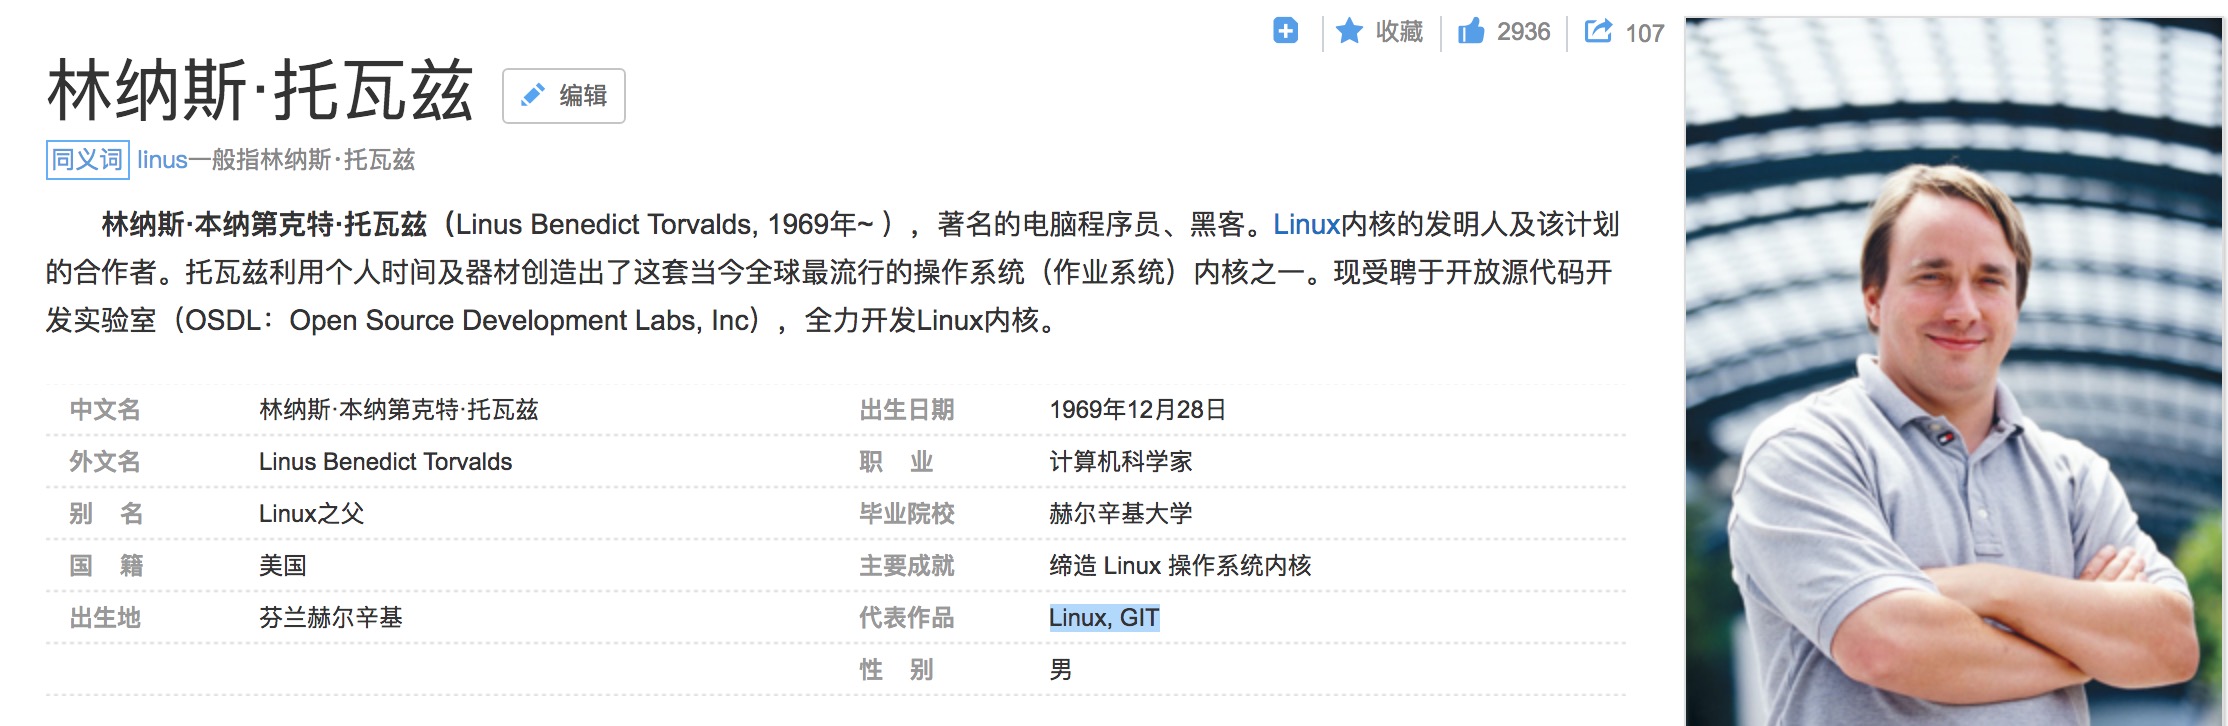 收藏 2936 107
林纳斯·托瓦兹 编辑
同义词 linus一般指林纳斯·托瓦兹
林纳斯·本纳第克特·托瓦兹（Linus Benedict Torvalds, 1969年~ ），著名的电脑程序员、黑客。Linux内核的发明人及该计划
的合作者。托瓦兹利用个人时间及器材创造出了这套当今全球最流行的操作系统（作业系统）内核之一。现受聘于开放源代码开
发实验室（OSDL：Open Source Development Labs, Inc），全力开发Linux内核。
中文名 林纳斯·本纳第克特·托瓦兹 出生日期 1969年12月28日
外文名 Linus Benedict Torvalds 职 业 计算机科学家
别 名 Linux之父 毕业院校 赫尔辛基大学
国 籍 美国 主要成就 缔造 Linux 操作系统内核
出生地 芬兰赫尔辛基 代表作品 Linux, GIT
性 别 男